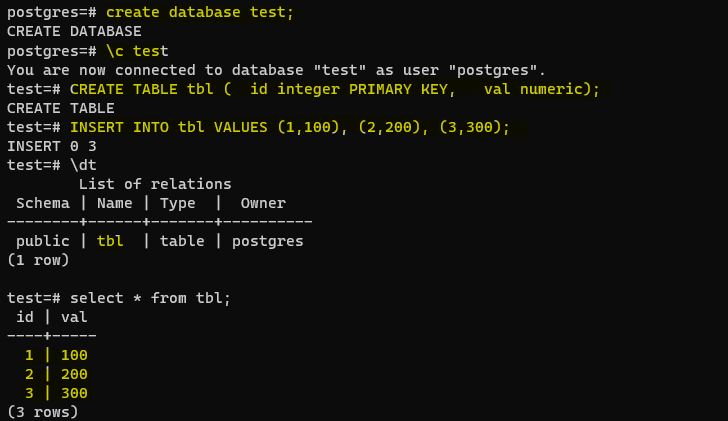 postgres=# create database test;
CREATE DATABASE
postgres=# \c test
You are now connected to database "test" as user "postgres".
test=# CREATE TABLE tbl (  id integer PRIMARY KEY,   val numeric);
CREATE TABLE
test=# INSERT INTO tbl VALUES (1,100), (2,200), (3,300);
INSERT 0 3
test=# \dt
        List of relations
 Schema | Name | Type  |  Owner
--------+------+-------+----------
 public | tbl  | table | postgres
(1 row)

test=# select * from tbl;
 id | val
----+-----
  1 | 100
  2 | 200
  3 | 300
(3 rows)